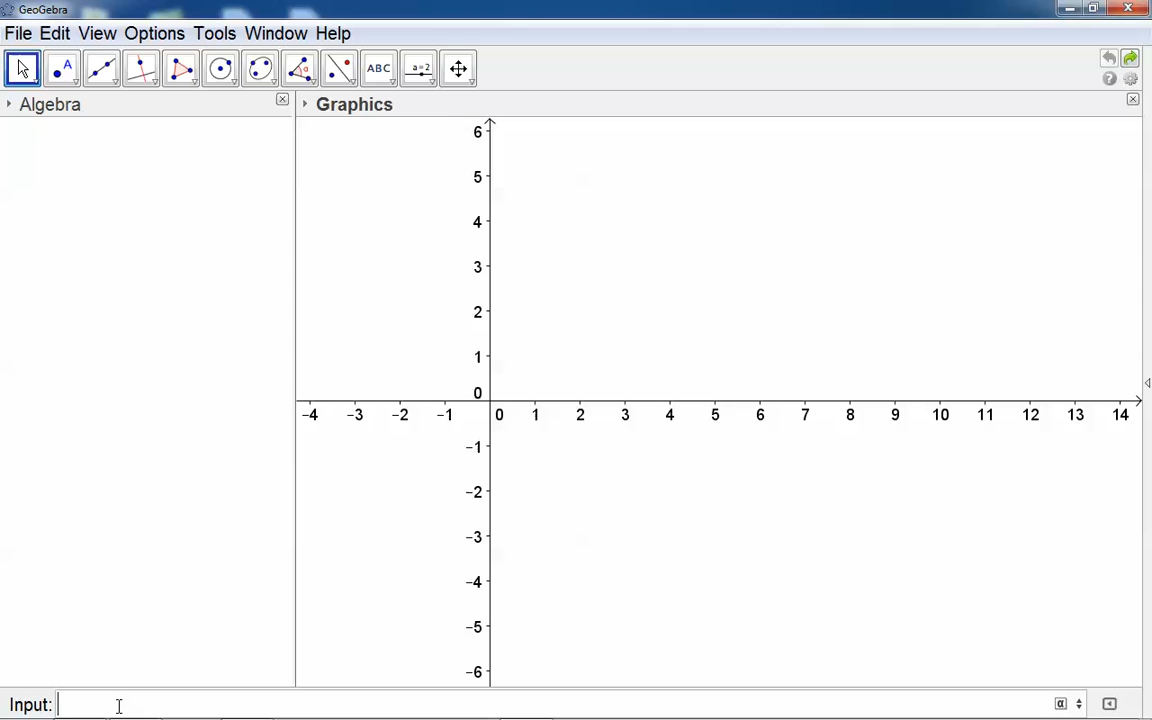 GeoGebra
File Edit View Options Tools Window Help
A α ABC a=2
Algebra
Graphics
6
5
4
3
2
1
0
−4 −3 −2 −1 0 1 2 3 4 5 6 7 8 9 10 11 12 13 14
−1
−2
−3
−4
−5
−6
Input: α